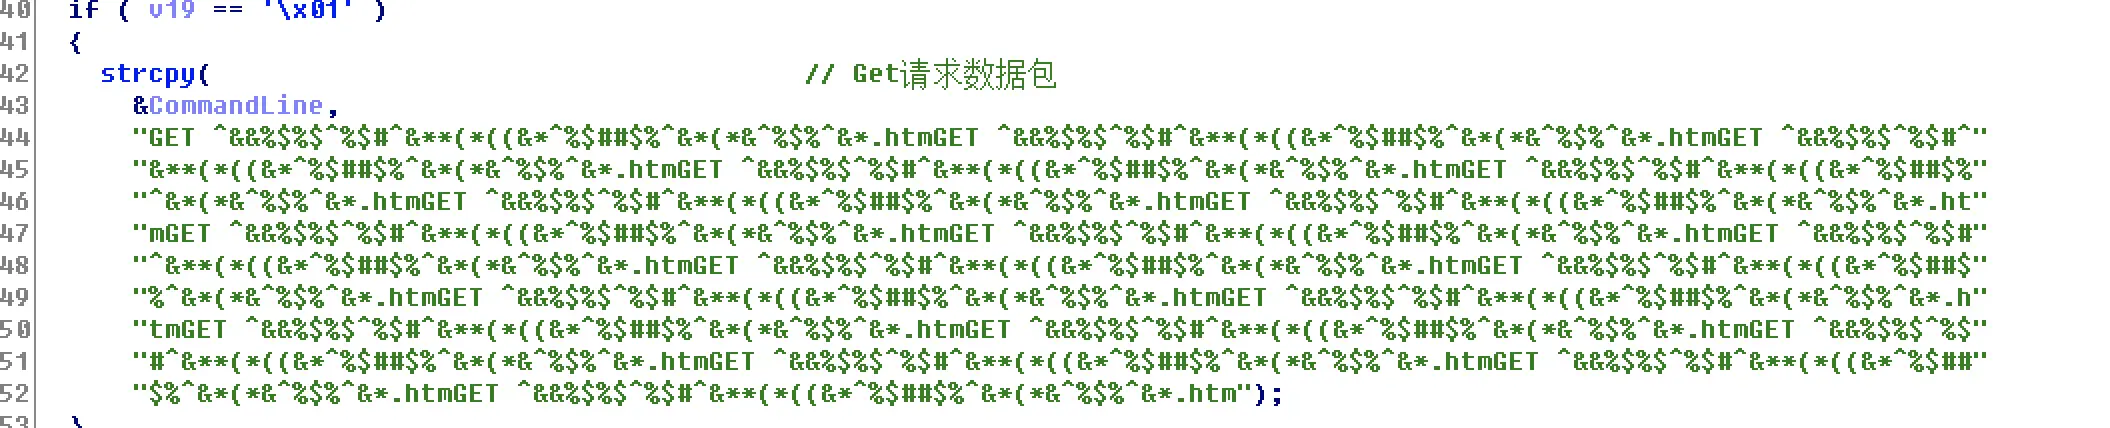 40 if ( v19 == '\x01' )
41 {
42 strcpy( // Get请求数据包
43 &CommandLine,
44 "GET ^&&%$%$^%$#^&**(*((&*^%$##$%^&*(*&^%$%^&*.htmGET ^&&%$%$^%$#^&**(*((&*^%$##$%^&*(*&^%$%^&*.htmGET ^&&%$%$^%$#^"
45 "&**(*((&*^%$##$%^&*(*&^%$%^&*.htmGET ^&&%$%$^%$#^&**(*((&*^%$##$%^&*(*&^%$%^&*.htmGET ^&&%$%$^%$#^&**(*((&*^%$##$%"
46 "^&*(*&^%$%^&*.htmGET ^&&%$%$^%$#^&**(*((&*^%$##$%^&*(*&^%$%^&*.htmGET ^&&%$%$^%$#^&**(*((&*^%$##$%^&*(*&^%$%^&*.ht"
47 "mGET ^&&%$%$^%$#^&**(*((&*^%$##$%^&*(*&^%$%^&*.htmGET ^&&%$%$^%$#^&**(*((&*^%$##$%^&*(*&^%$%^&*.htmGET ^&&%$%$^%$#"
48 "^&**(*((&*^%$##$%^&*(*&^%$%^&*.htmGET ^&&%$%$^%$#^&**(*((&*^%$##$%^&*(*&^%$%^&*.htmGET ^&&%$%$^%$#^&**(*((&*^%$##$"
49 "%^&*(*&^%$%^&*.htmGET ^&&%$%$^%$#^&**(*((&*^%$##$%^&*(*&^%$%^&*.htmGET ^&&%$%$^%$#^&**(*((&*^%$##$%^&*(*&^%$%^&*.h"
50 "tmGET ^&&%$%$^%$#^&**(*((&*^%$##$%^&*(*&^%$%^&*.htmGET ^&&%$%$^%$#^&**(*((&*^%$##$%^&*(*&^%$%^&*.htmGET ^&&%$%$^%$"
51 "#^&**(*((&*^%$##$%^&*(*&^%$%^&*.htmGET ^&&%$%$^%$#^&**(*((&*^%$##$%^&*(*&^%$%^&*.htmGET ^&&%$%$^%$#^&**(*((&*^%$##"
52 "$%^&*(*&^%$%^&*.htmGET ^&&%$%$^%$#^&**(*((&*^%$##$%^&*(*&^%$%^&*.htm");
53 }